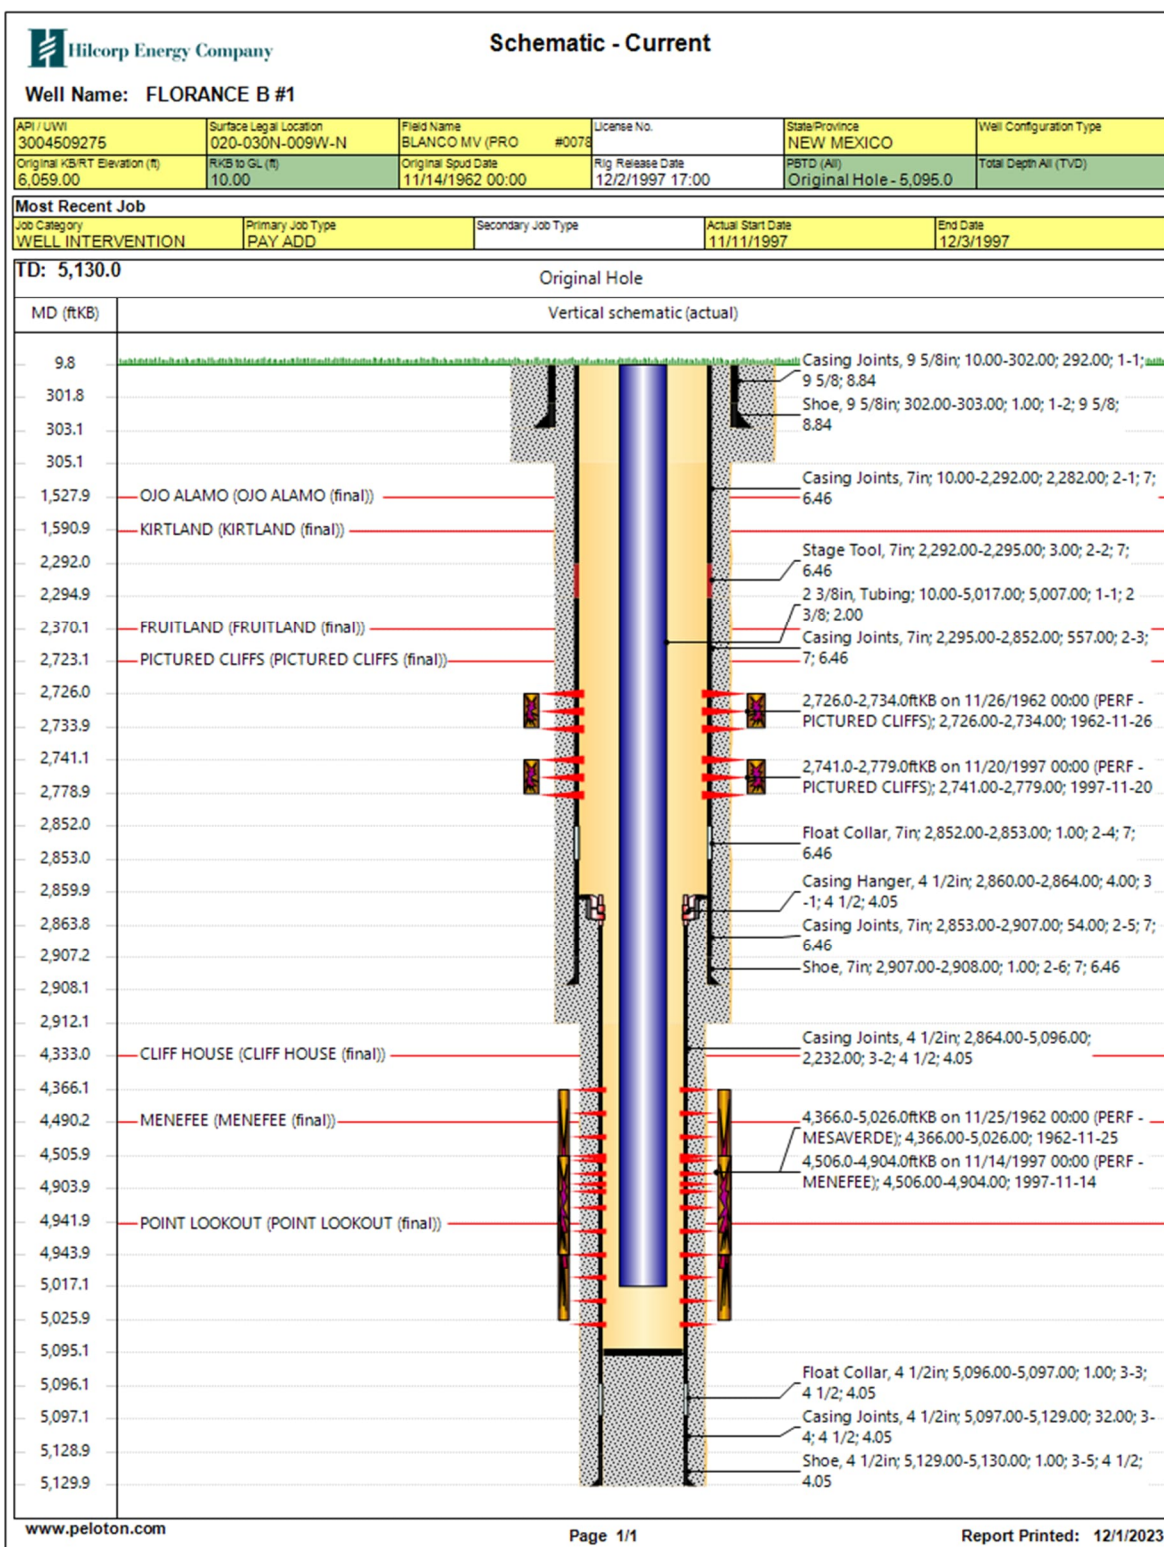 Hilcorp Energy Company
Schematic - Current
Well Name: FLORANCE B #1
API / UWI
3004509275
Surface Legal Location
020-030N-009W-N
Field Name
BLANCO MV (PRO #0078
License No.
State/Province
NEW MEXICO
Well Configuration Type
Original KB/RT Elevation (ft)
6,059.00
RKB to GL (ft)
10.00
Original Spud Date
11/14/1962 00:00
Rig Release Date
12/2/1997 17:00
PBTD (All)
Original Hole - 5,095.0
Total Depth All (TVD)
Most Recent Job
Job Category
WELL INTERVENTION
Primary Job Type
PAY ADD
Secondary Job Type
Actual Start Date
11/11/1997
End Date
12/3/1997
TD: 5,130.0
Original Hole
MD (ftKB)
Vertical schematic (actual)
9.8
301.8
303.1
305.1
1,527.9
1,590.9
2,292.0
2,294.9
2,370.1
2,723.1
2,726.0
2,733.9
2,741.1
2,778.9
2,852.0
2,853.0
2,859.9
2,863.8
2,907.2
2,908.1
2,912.1
4,333.0
4,366.1
4,490.2
4,505.9
4,903.9
4,941.9
4,943.9
5,017.1
5,025.9
5,095.1
5,096.1
5,097.1
5,128.9
5,129.9
OJO ALAMO (OJO ALAMO (final))
KIRTLAND (KIRTLAND (final))
FRUITLAND (FRUITLAND (final))
PICTURED CLIFFS (PICTURED CLIFFS (final))
CLIFF HOUSE (CLIFF HOUSE (final))
MENEFEE (MENEFEE (final))
POINT LOOKOUT (POINT LOOKOUT (final))
Casing Joints, 9 5/8in; 10.00-302.00; 292.00; 1-1;
9 5/8; 8.84
Shoe, 9 5/8in; 302.00-303.00; 1.00; 1-2; 9 5/8;
8.84
Casing Joints, 7in; 10.00-2,292.00; 2,282.00; 2-1; 7;
6.46
Stage Tool, 7in; 2,292.00-2,295.00; 3.00; 2-2; 7;
6.46
2 3/8in, Tubing; 10.00-5,017.00; 5,007.00; 1-1; 2
3/8; 2.00
Casing Joints, 7in; 2,295.00-2,852.00; 557.00; 2-3;
7; 6.46
2,726.0-2,734.0ftKB on 11/26/1962 00:00 (PERF -
PICTURED CLIFFS); 2,726.00-2,734.00; 1962-11-26
2,741.0-2,779.0ftKB on 11/20/1997 00:00 (PERF -
PICTURED CLIFFS); 2,741.00-2,779.00; 1997-11-20
Float Collar, 7in; 2,852.00-2,853.00; 1.00; 2-4; 7;
6.46
Casing Hanger, 4 1/2in; 2,860.00-2,864.00; 4.00; 3
-1; 4 1/2; 4.05
Casing Joints, 7in; 2,853.00-2,907.00; 54.00; 2-5; 7;
6.46
Shoe, 7in; 2,907.00-2,908.00; 1.00; 2-6; 7; 6.46
Casing Joints, 4 1/2in; 2,864.00-5,096.00;
2,232.00; 3-2; 4 1/2; 4.05
4,366.0-5,026.0ftKB on 11/25/1962 00:00 (PERF -
MESAVERDE); 4,366.00-5,026.00; 1962-11-25
4,506.0-4,904.0ftKB on 11/14/1997 00:00 (PERF -
MENEFEE); 4,506.00-4,904.00; 1997-11-14
Float Collar, 4 1/2in; 5,096.00-5,097.00; 1.00; 3-3;
4 1/2; 4.05
Casing Joints, 4 1/2in; 5,097.00-5,129.00; 32.00; 3-
4; 4 1/2; 4.05
Shoe, 4 1/2in; 5,129.00-5,130.00; 1.00; 3-5; 4 1/2;
4.05
www.peloton.com
Page 1/1
Report Printed: 12/1/2023